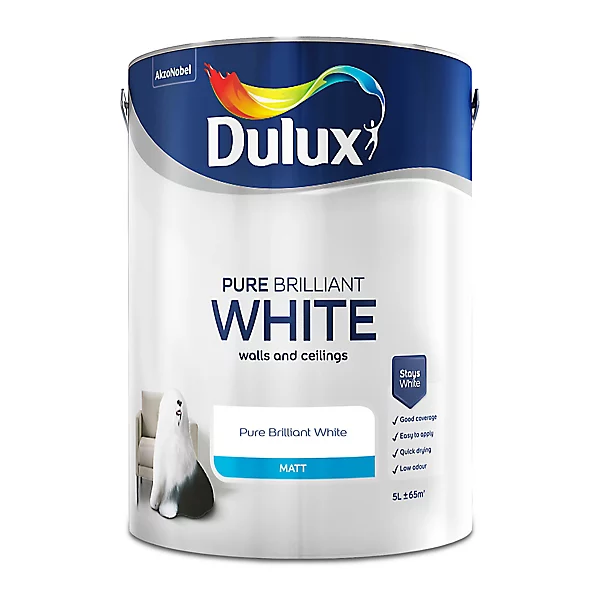 AkzoNobel
Dulux
PURE BRILLIANT
WHITE
walls and ceilings
Stays
White
Pure Brilliant White
MATT
✓ Good coverage
✓ Easy to apply
✓ Quick drying
✓ Low odour
5L ± 65m²